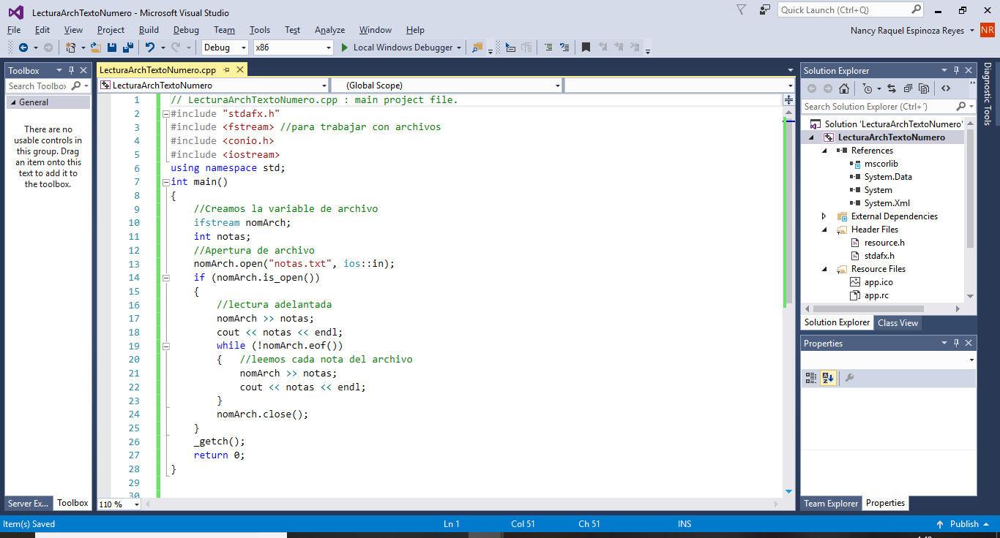 LecturaArchTextoNumero - Microsoft Visual Studio
Quick Launch (Ctrl+Q)
File Edit View Project Build Debug Team Tools Test Analyze Window Help
Nancy Raquel Espinoza Reyes NR
Debug x86 Local Windows Debugger
Toolbox
Search Toolbox
General
There are no
usable controls in
this group. Drag
an item onto this
text to add it to
the toolbox.
Server Ex... Toolbox
LecturaArchTextoNumero.cpp
LecturaArchTextoNumero (Global Scope)
1 // LecturaArchTextoNumero.cpp : main project file.
2 #include "stdafx.h"
3 #include <fstream> //para trabajar con archivos
4 #include <conio.h>
5 #include <iostream>
6 using namespace std;
7 int main()
8 {
9 //Creamos la variable de archivo
10 ifstream nomArch;
11 int notas;
12 //Apertura de archivo
13 nomArch.open("notas.txt", ios::in);
14 if (nomArch.is_open())
15 {
16 //lectura adelantada
17 nomArch >> notas;
18 cout << notas << endl;
19 while (!nomArch.eof())
20 { //leemos cada nota del archivo
21 nomArch >> notas;
22 cout << notas << endl;
23 }
24 nomArch.close();
25 }
26 _getch();
27 return 0;
28 }
29
30
110 %
Solution Explorer
Search Solution Explorer (Ctrl+´)
Solution 'LecturaArchTextoNumero'
LecturaArchTextoNumero
References
mscorlib
System.Data
System
System.Xml
External Dependencies
Header Files
resource.h
stdafx.h
Resource Files
app.ico
app.rc
Solution Explorer Class View
Properties
Team Explorer Properties
Diagnostic Tools
Item(s) Saved Ln 1 Col 51 Ch 51 INS Publish